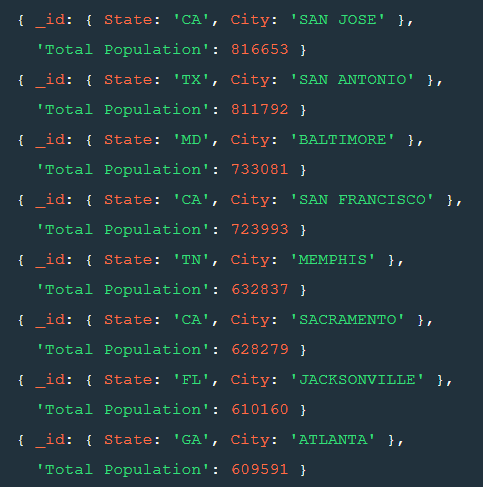 { _id: { State: 'CA', City: 'SAN JOSE' },
'Total Population': 816653 }
{ _id: { State: 'TX', City: 'SAN ANTONIO' },
'Total Population': 811792 }
{ _id: { State: 'MD', City: 'BALTIMORE' },
'Total Population': 733081 }
{ _id: { State: 'CA', City: 'SAN FRANCISCO' },
'Total Population': 723993 }
{ _id: { State: 'TN', City: 'MEMPHIS' },
'Total Population': 632837 }
{ _id: { State: 'CA', City: 'SACRAMENTO' },
'Total Population': 628279 }
{ _id: { State: 'FL', City: 'JACKSONVILLE' },
'Total Population': 610160 }
{ _id: { State: 'GA', City: 'ATLANTA' },
'Total Population': 609591 }